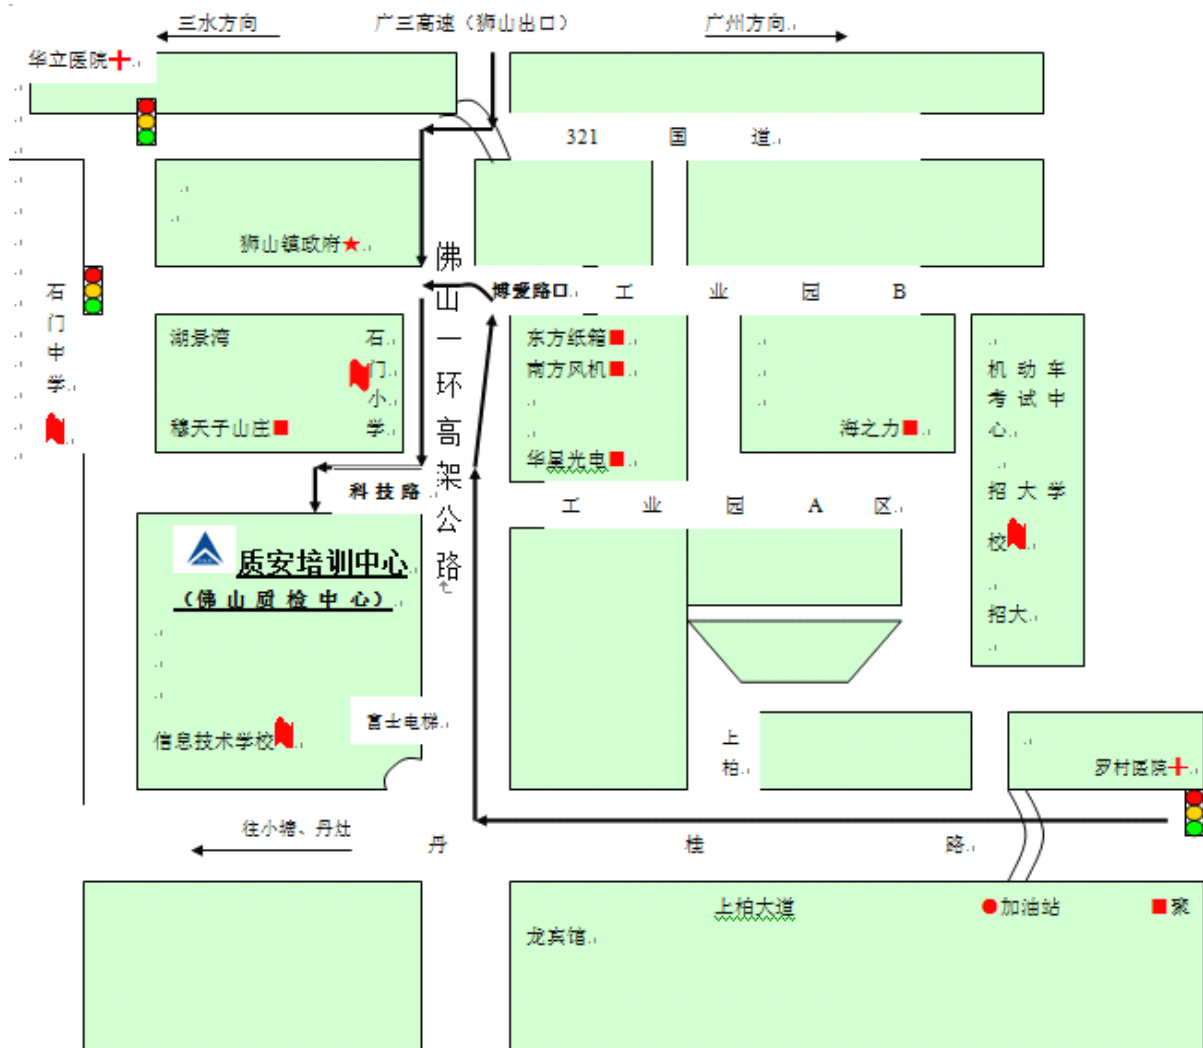 三水方向
广三高速（狮山出口）
广州方向
华立医院
321 国 道
狮山镇政府
佛山一环高架公路
石门中学
博爱路口
工 业 园 B
湖景湾
石门小学
穆天子山庄
东方纸箱
南方风机
华星光电
海之力
机动车考试中心
招大学校
招大
科技路
工 业 园 A 区
质安培训中心
（佛山质检中心）
信息技术学校
富士电梯
上柏
罗村医院
往小塘、丹灶
丹 桂 路
上柏大道
加油站
聚
龙宾馆